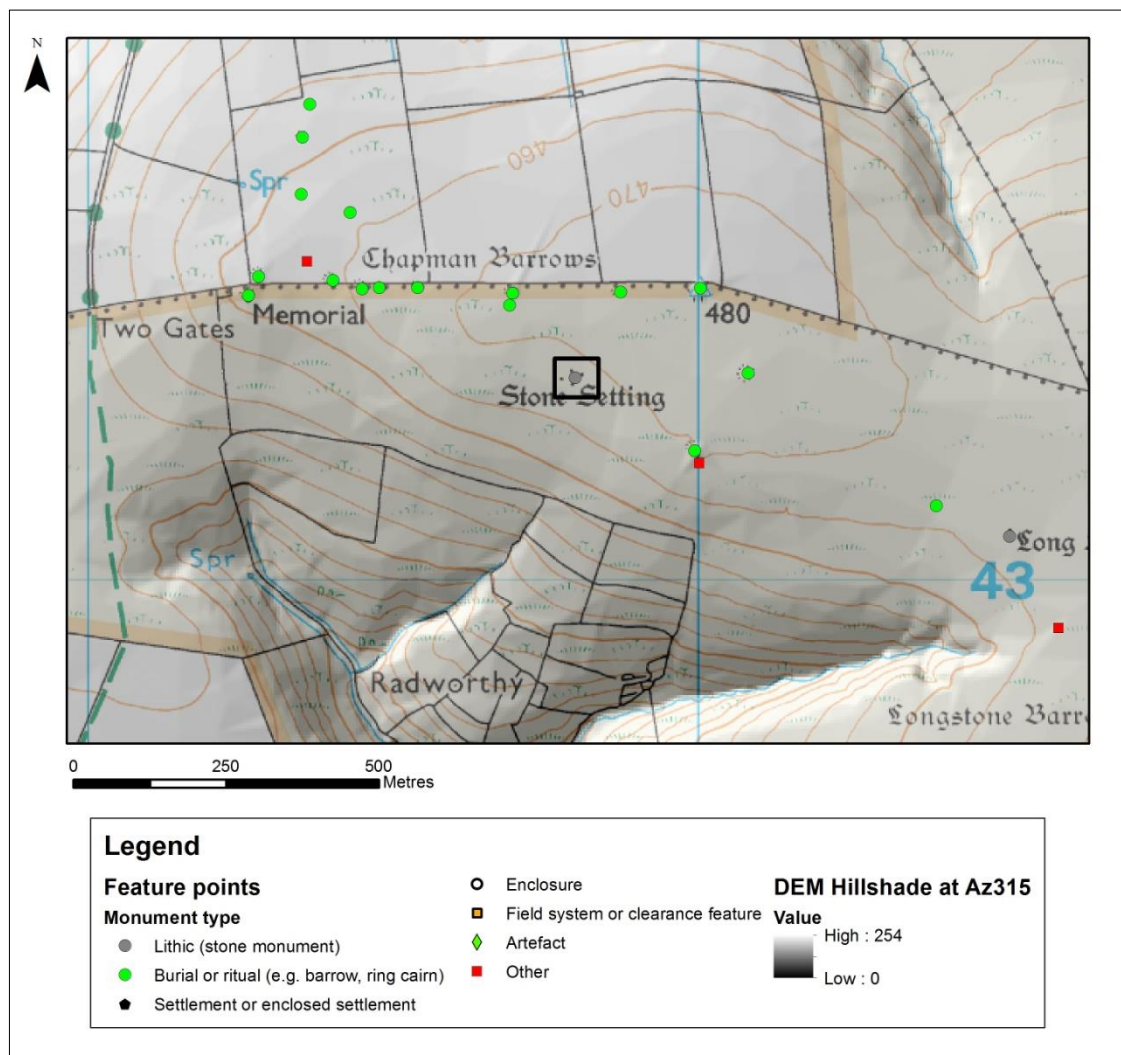 N
460
470
Spr
Chapman Barrows
Memorial
480
Two Gates
Stone Setting
Long
43
Spr
Radworthy
Longstone Barr
0 250 500
Metres
Legend
Feature points
Monument type
Lithic (stone monument)
Burial or ritual (e.g. barrow, ring cairn)
Settlement or enclosed settlement
Enclosure
Field system or clearance feature
Artefact
Other
DEM Hillshade at Az315
Value
High : 254
Low : 0